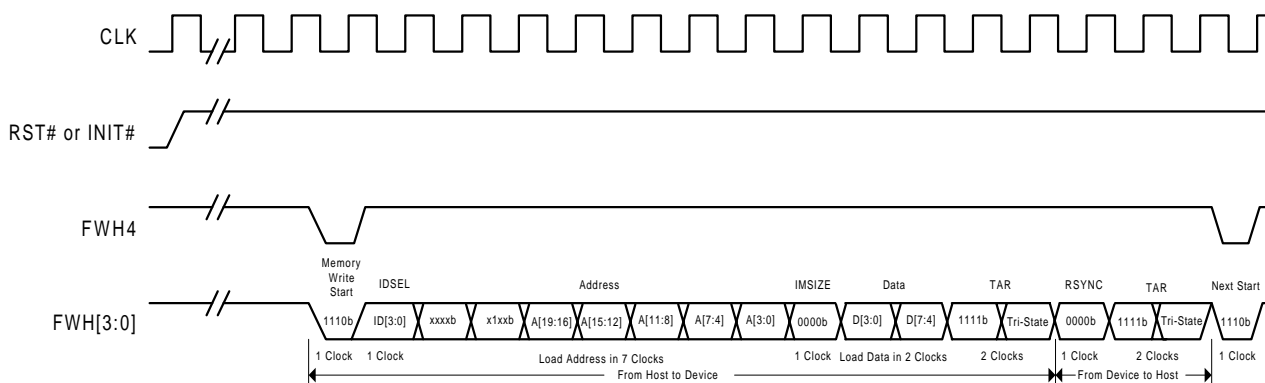 CLK
RST# or INIT#
FWH4
Memory
Write
Start
IDSEL
Address
IMSIZE
Data
TAR
RSYNC
TAR
Next Start
FWH[3:0]
1110b
ID[3:0]
xxxxb
x1xxb
A[19:16]
A[15:12]
A[11:8]
A[7:4]
A[3:0]
0000b
D[3:0]
D[7:4]
1111b
Tri-State
0000b
1111b
Tri-State
1110b
1 Clock
1 Clock
Load Address in 7 Clocks
1 Clock
Load Data in 2 Clocks
2 Clocks
1 Clock
2 Clocks
1 Clock
From Host to Device
From Device to Host